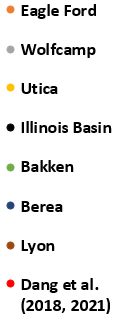 Eagle Ford
Wolfcamp
Utica
Illinois Basin
Bakken
Berea
Lyon
Dang et al.
(2018, 2021)